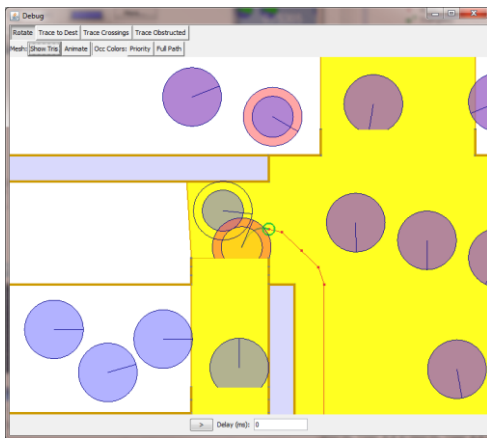 Debug
Rotate Trace to Dest Trace Crossings Trace Obstructed
Mesh: Show Tris Animate Occ Colors: Priority Full Path
> Delay (ms): 0